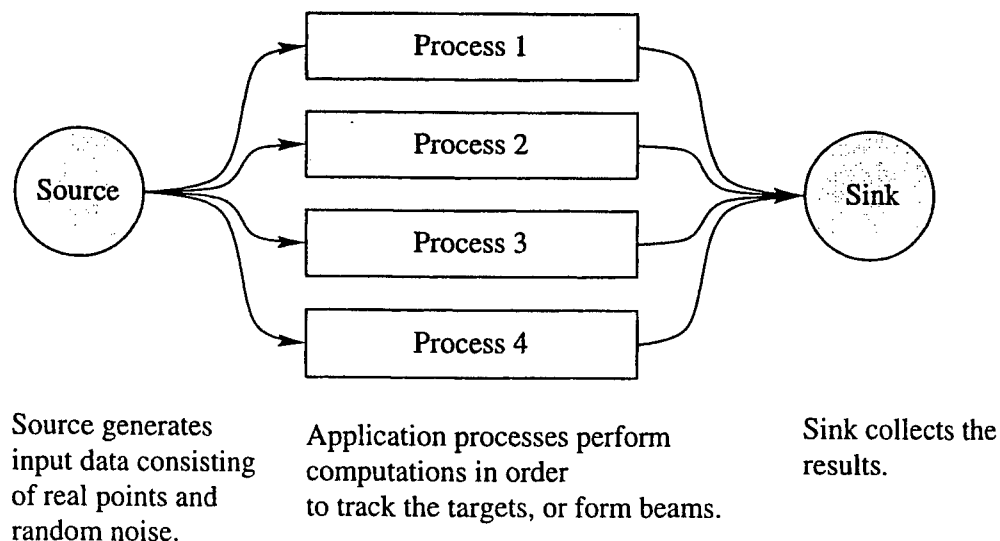 Process 1
Process 2
Source
Sink
Process 3
Process 4
Source generates
input data consisting
of real points and
random noise.
Application processes perform
computations in order
to track the targets, or form beams.
Sink collects the
results.